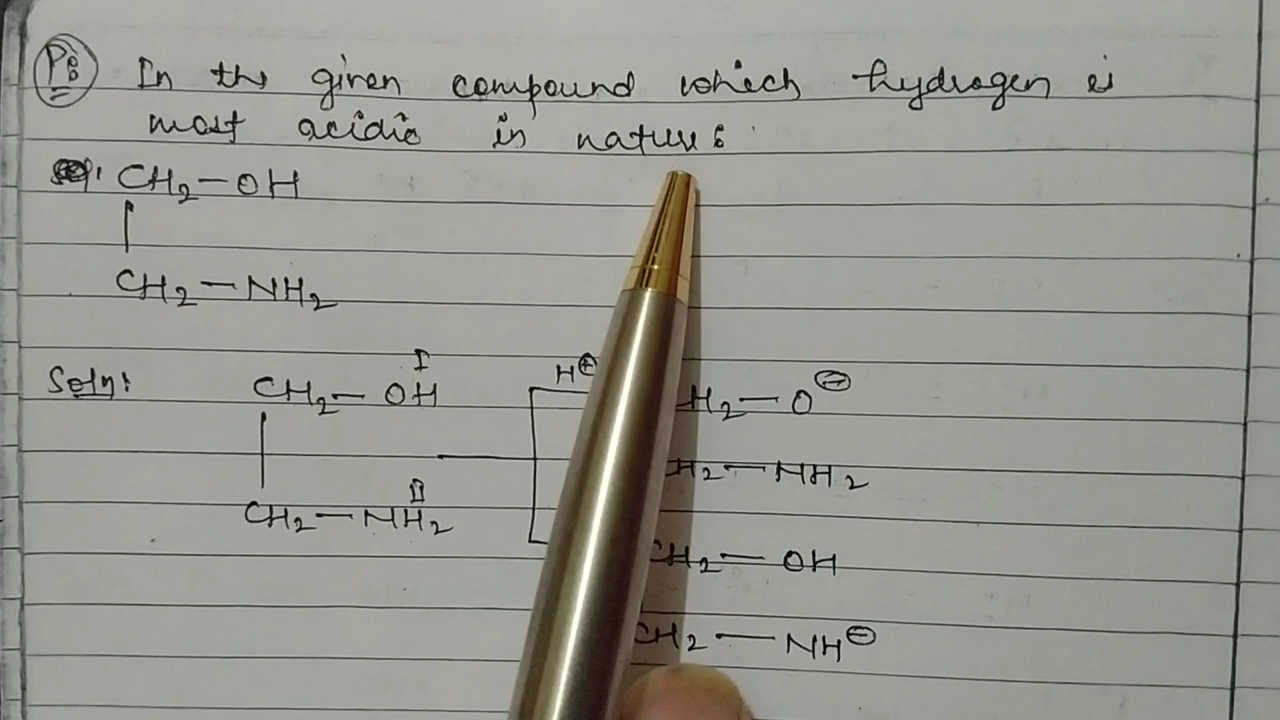 PB In the given compound which hydrogen is
most acidic in nature:
CH2-OH
CH2-NH2
Soln:
I
CH2-OH
II
CH2-NH2
H⊕
H2-O⊖
H2-NH2
CH2-OH
CH2-NH⊖